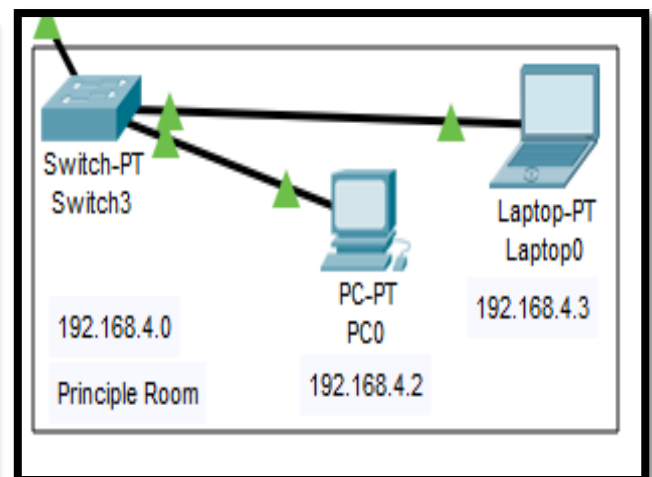 Switch-PT
Switch3
Laptop-PT
Laptop0
PC-PT
PC0
192.168.4.3
192.168.4.0
192.168.4.2
Principle Room